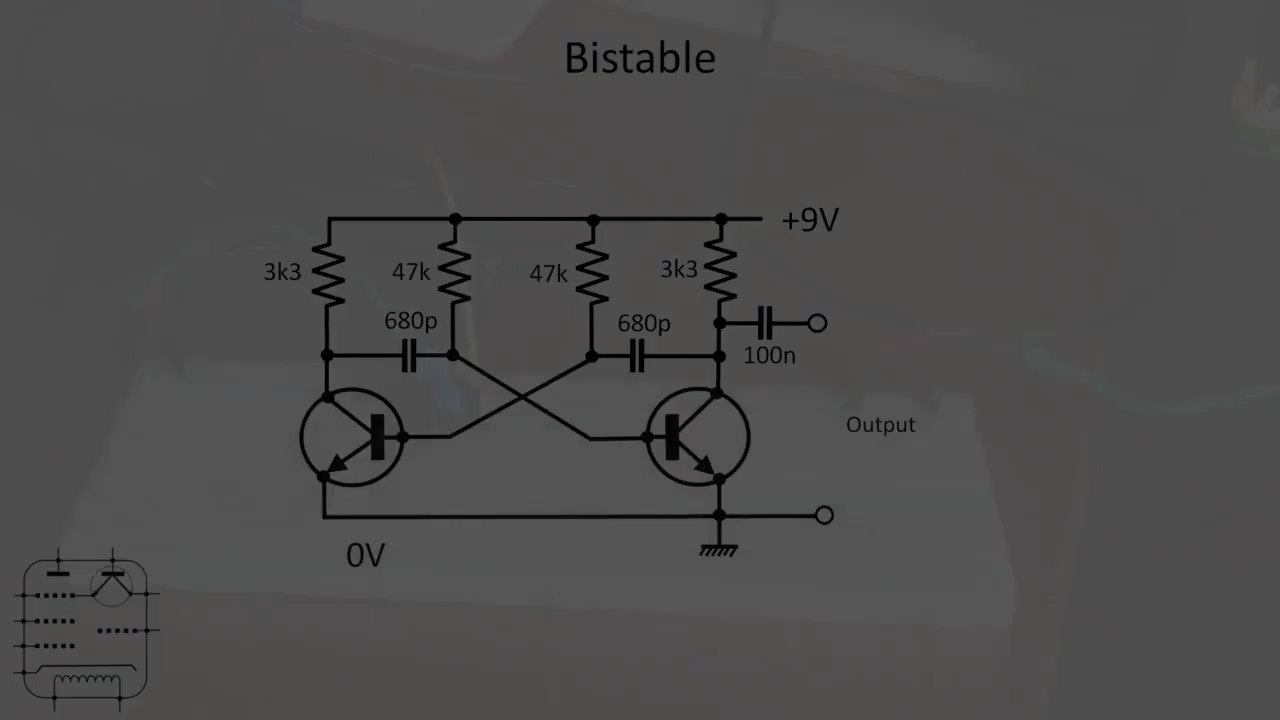 Bistable
+9V
3k3
47k
47k
3k3
680p
680p
100n
Output
0V